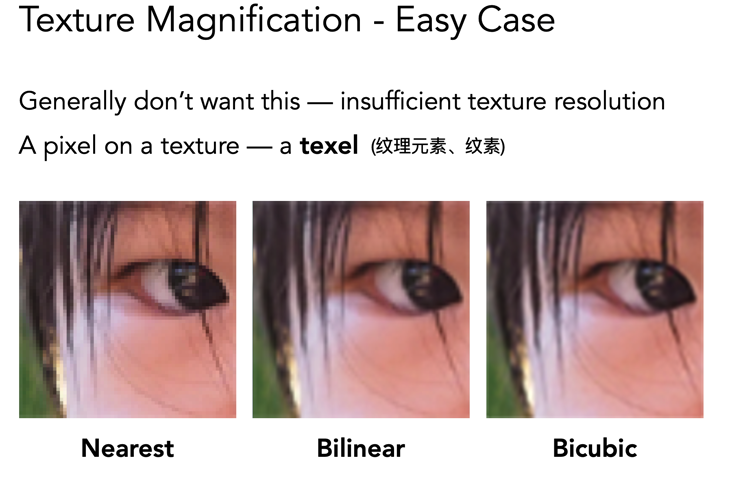 Texture Magnification - Easy Case
Generally don’t want this — insufficient texture resolution
A pixel on a texture — a texel (纹理元素、纹素)
Nearest
Bilinear
Bicubic